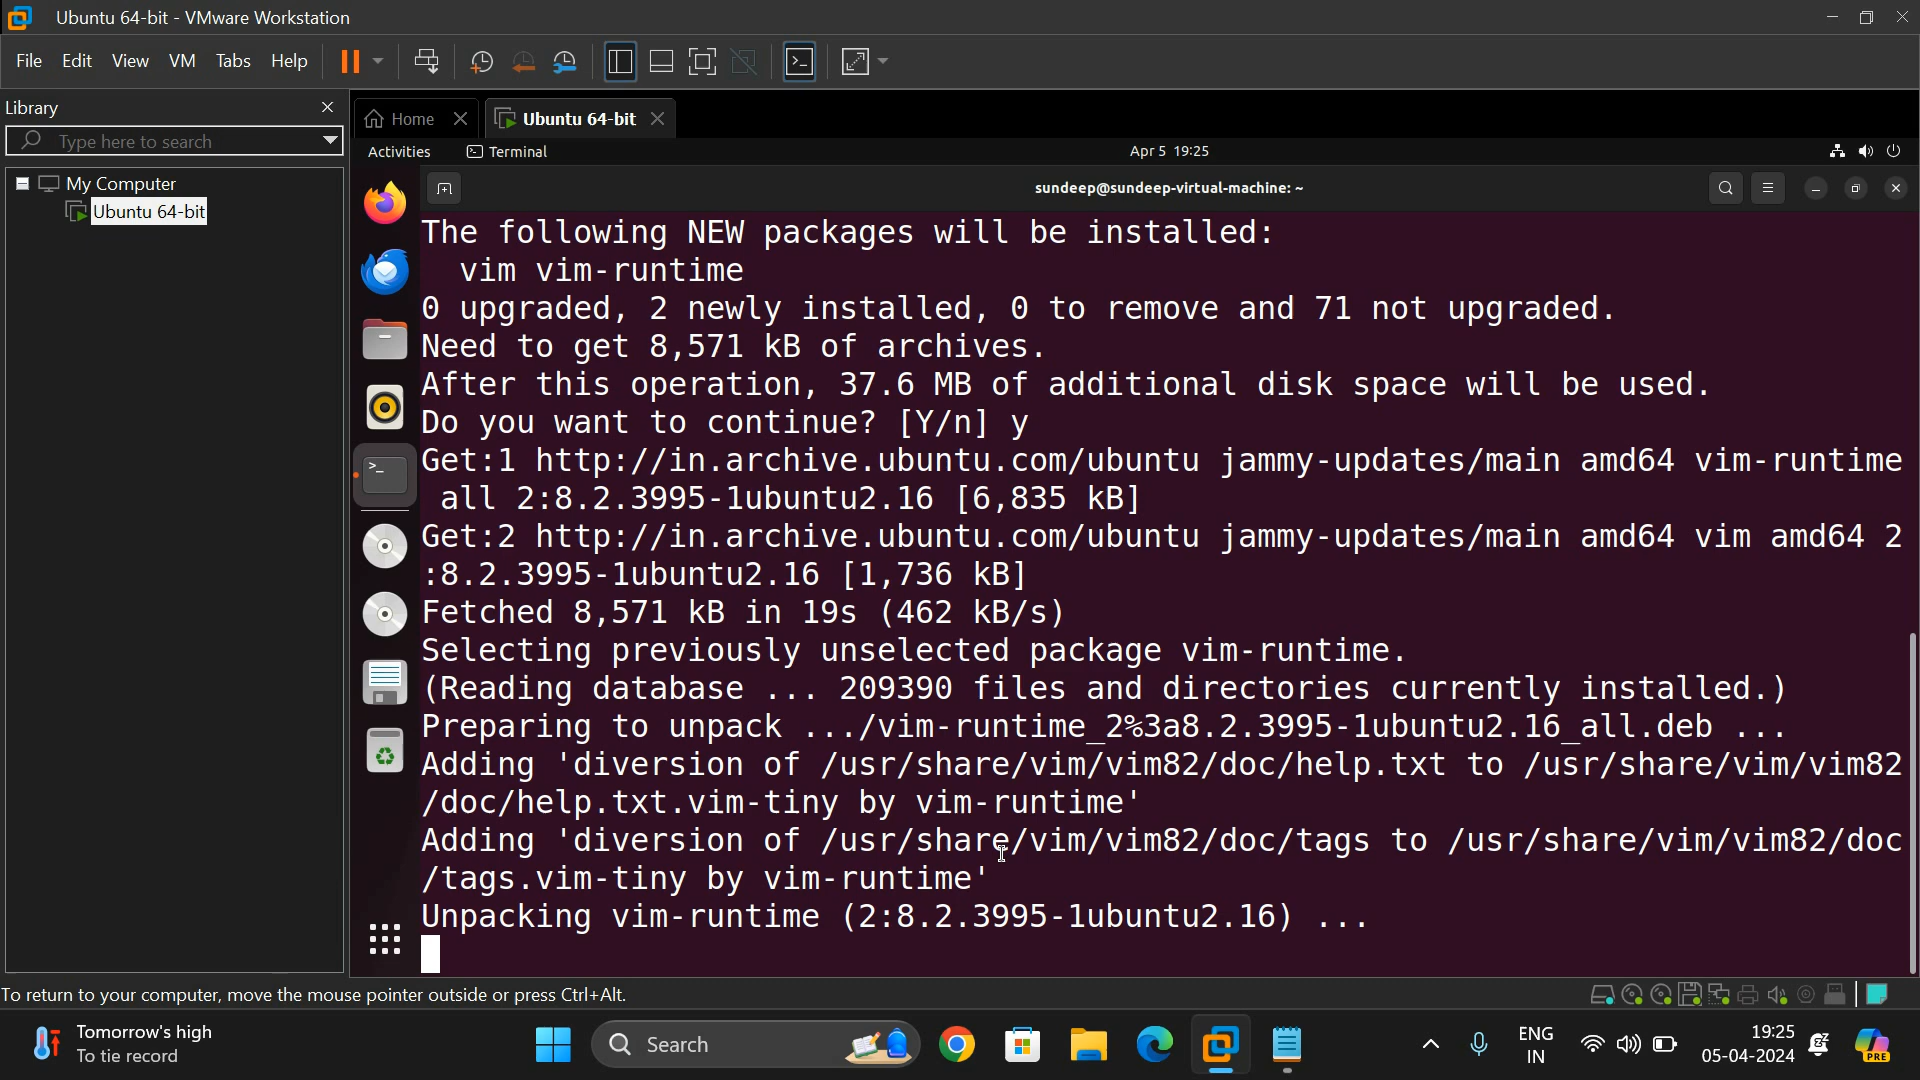 Ubuntu 64-bit - VMware Workstation
File Edit View VM Tabs Help
Library
Type here to search
My Computer
Ubuntu 64-bit
Home
Ubuntu 64-bit
Activities
Terminal
Apr 5 19:25
sundeep@sundeep-virtual-machine: ~
The following NEW packages will be installed:
vim vim-runtime
0 upgraded, 2 newly installed, 0 to remove and 71 not upgraded.
Need to get 8,571 kB of archives.
After this operation, 37.6 MB of additional disk space will be used.
Do you want to continue? [Y/n] y
Get:1 http://in.archive.ubuntu.com/ubuntu jammy-updates/main amd64 vim-runtime
all 2:8.2.3995-1ubuntu2.16 [6,835 kB]
Get:2 http://in.archive.ubuntu.com/ubuntu jammy-updates/main amd64 vim amd64 2
:8.2.3995-1ubuntu2.16 [1,736 kB]
Fetched 8,571 kB in 19s (462 kB/s)
Selecting previously unselected package vim-runtime.
(Reading database ... 209390 files and directories currently installed.)
Preparing to unpack .../vim-runtime_2%3a8.2.3995-1ubuntu2.16_all.deb ...
Adding 'diversion of /usr/share/vim/vim82/doc/help.txt to /usr/share/vim/vim82
/doc/help.txt.vim-tiny by vim-runtime'
Adding 'diversion of /usr/share/vim/vim82/doc/tags to /usr/share/vim/vim82/doc
/tags.vim-tiny by vim-runtime'
Unpacking vim-runtime (2:8.2.3995-1ubuntu2.16) ...
To return to your computer, move the mouse pointer outside or press Ctrl+Alt.
Tomorrow's high
To tie record
Search
ENG
IN
19:25
05-04-2024
PRE